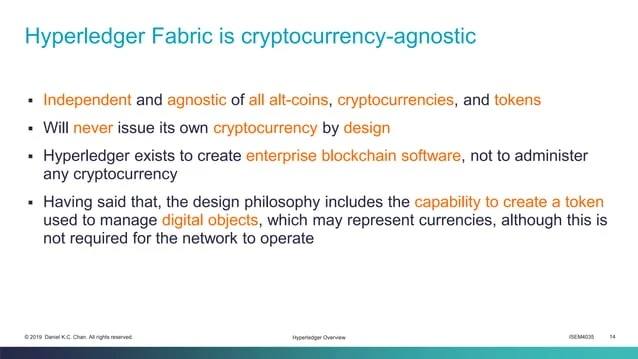 Hyperledger Fabric is cryptocurrency-agnostic
▪ Independent and agnostic of all alt-coins, cryptocurrencies, and tokens
▪ Will never issue its own cryptocurrency by design
▪ Hyperledger exists to create enterprise blockchain software, not to administer
any cryptocurrency
▪ Having said that, the design philosophy includes the capability to create a token
used to manage digital objects, which may represent currencies, although this is
not required for the network to operate
© 2019 Daniel K.C. Chan. All rights reserved. Hyperledger Overview ISEM4035 14